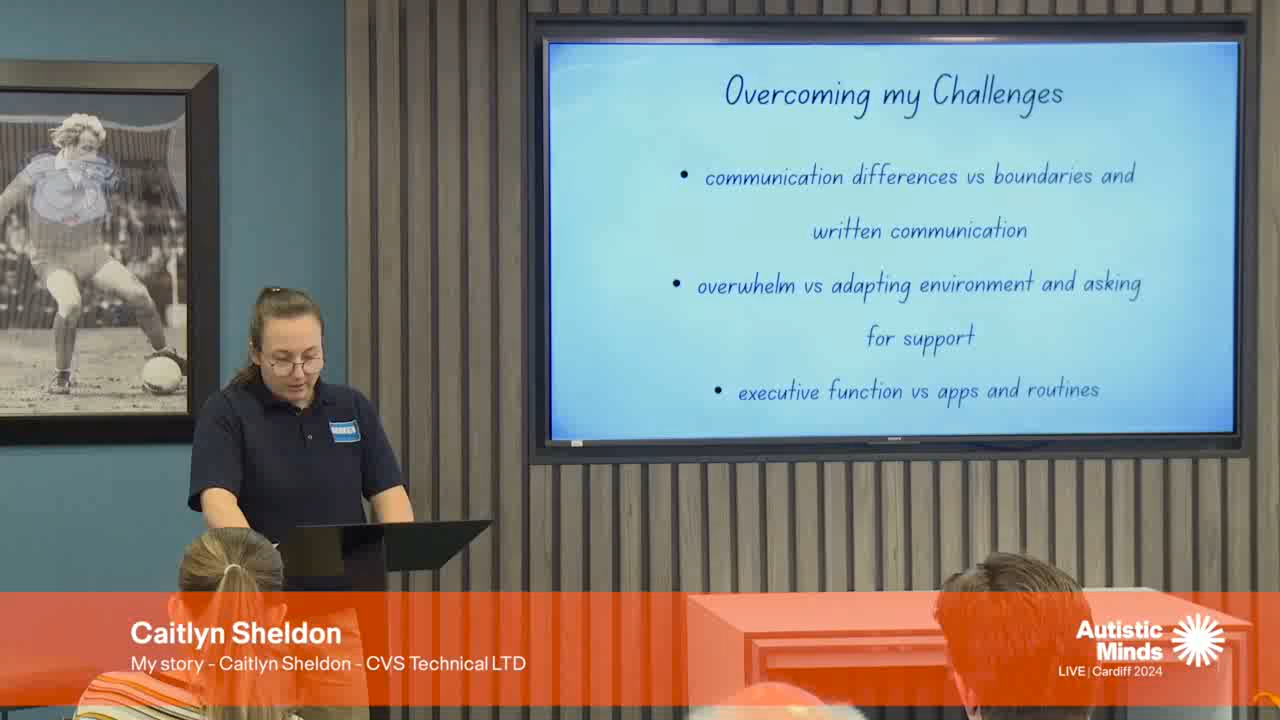 Overcoming my Challenges
• communication differences vs boundaries and
written communication
• overwhelm vs adapting environment and asking
for support
• executive function vs apps and routines
Caitlyn Sheldon
My story - Caitlyn Sheldon - CVS Technical LTD
Autistic
Minds
LIVE | Cardiff 2024